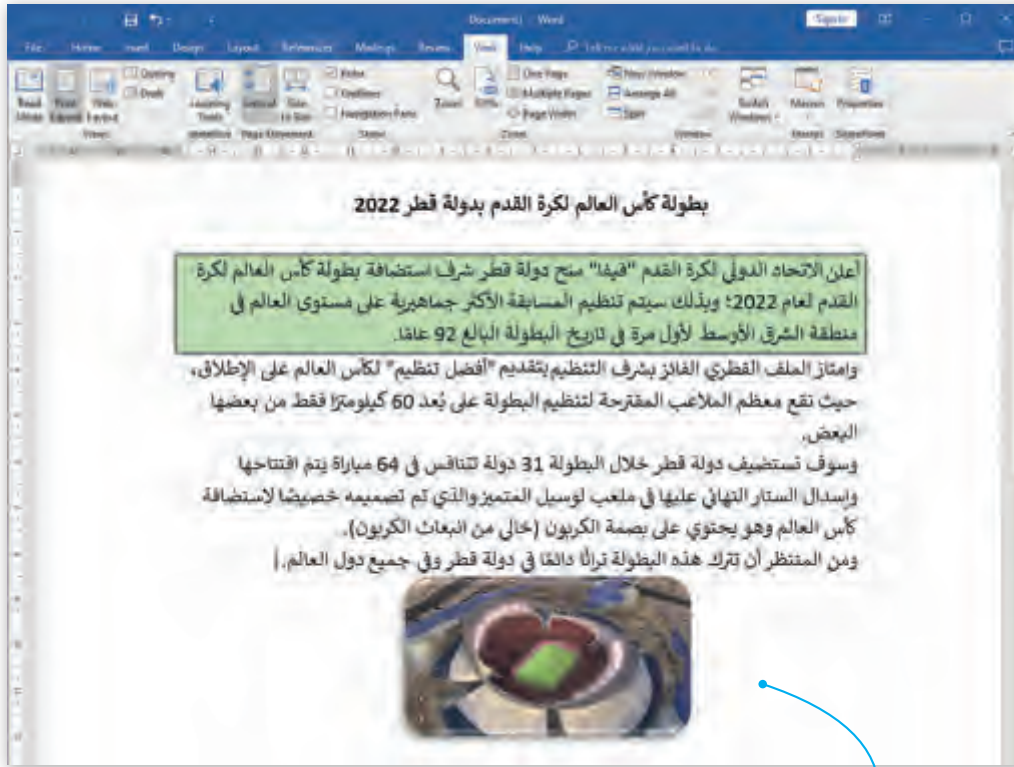 Document1 - Word
Sign in
File Home Insert Design Layout References Mailings Review View Help Tell me what you want to do
Outline
Draft
Read Mode
Print Layout
Web Layout
Learning Tools
Vertical
Side to Side
Ruler
Gridlines
Navigation Pane
Zoom
100%
One Page
Multiple Pages
Page Width
New Window
Arrange All
Split
Switch Windows
Macros
Properties
Views Page Movement Show Zoom Window Macros SharePoint
بطولة كأس العالم لكرة القدم بدولة قطر 2022
أعلن الاتحاد الدولي لكرة القدم "فيفا" منح دولة قطر شرف استضافة بطولة كأس العالم لكرة
القدم لعام 2022؛ وبذلك سيتم تنظيم المسابقة الأكثر جماهيرية على مستوى العالم في
منطقة الشرق الأوسط لأول مرة في تاريخ البطولة البالغ 92 عامًا.
وامتاز الملف القطري الفائز بشرف التنظيم بتقديم "أفضل تنظيم" لكأس العالم على الإطلاق،
حيث تقع معظم الملاعب المقترحة لتنظيم البطولة على بُعد 60 كيلومترًا فقط من بعضها
البعض.
وسوف تستضيف دولة قطر خلال البطولة 31 دولة تتنافس في 64 مباراة يتم افتتاحها
وإسدال الستار النهائي عليها في ملعب لوسيل المتميز والذي تم تصميمه خصيصًا لاستضافة
كأس العالم وهو يحتوي على بصمة الكربون (خالي من انبعاث الكربون).
ومن المنتظر أن تترك هذه البطولة تراثًا دائمًا في دولة قطر وفي جميع دول العالم.